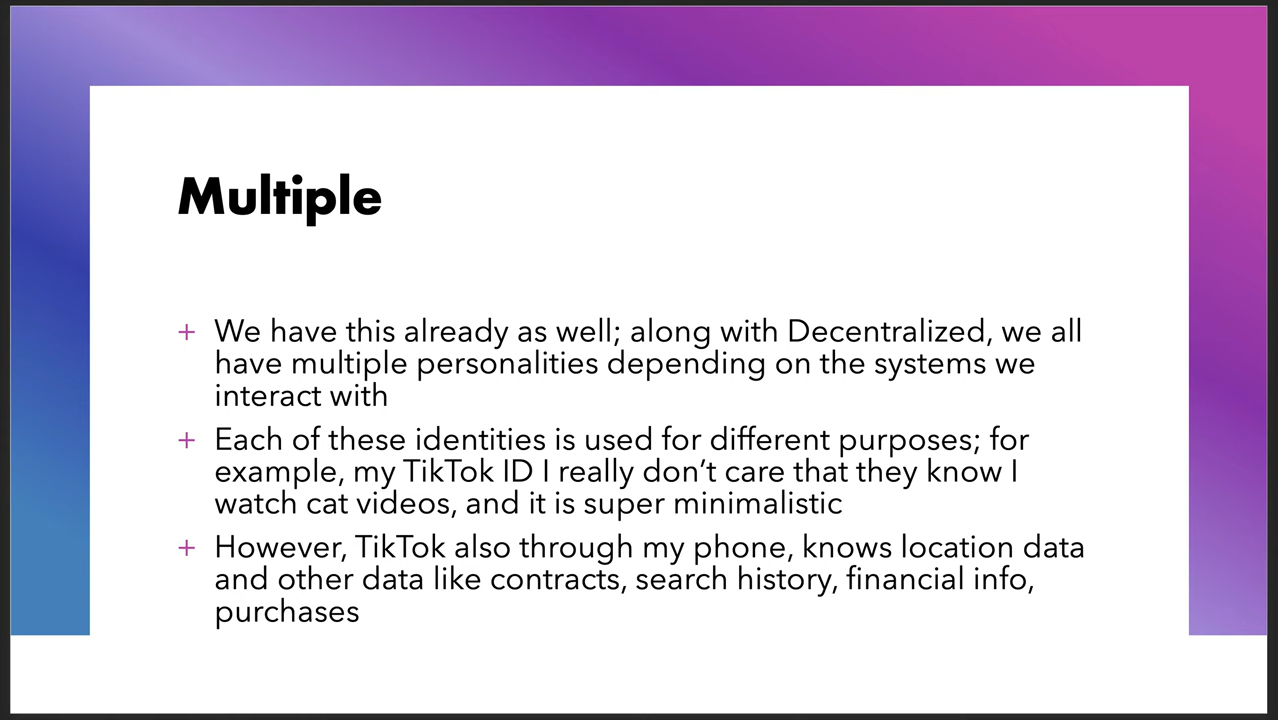 Multiple
+ We have this already as well; along with Decentralized, we all
have multiple personalities depending on the systems we
interact with
+ Each of these identities is used for different purposes; for
example, my TikTok ID I really don’t care that they know I
watch cat videos, and it is super minimalistic
+ However, TikTok also through my phone, knows location data
and other data like contracts, search history, financial info,
purchases